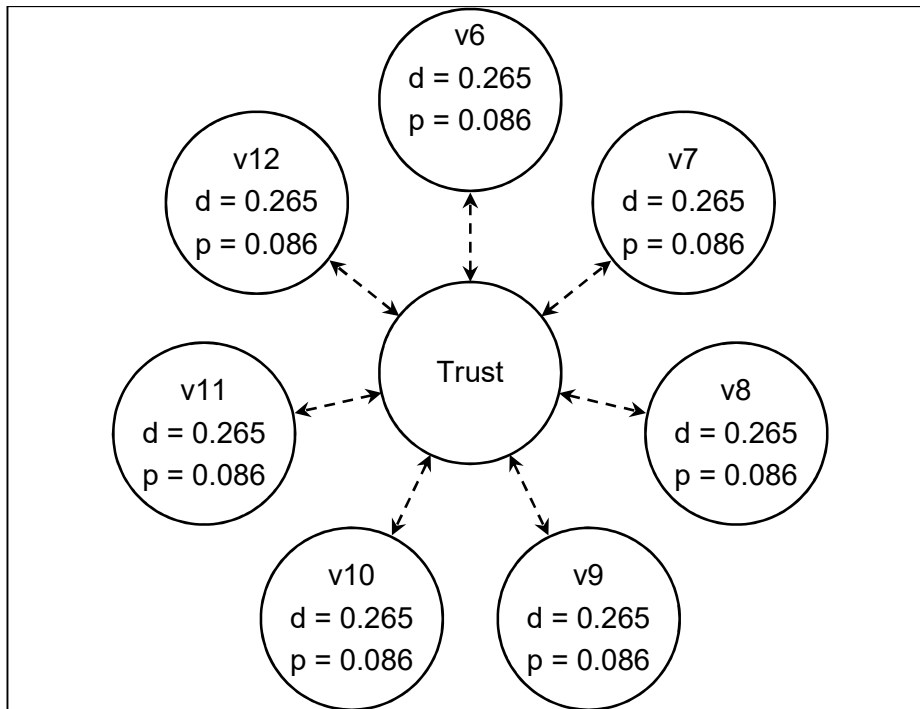 v6
d = 0.265
p = 0.086
v12
d = 0.265
p = 0.086
v7
d = 0.265
p = 0.086
Trust
v11
d = 0.265
p = 0.086
v8
d = 0.265
p = 0.086
v10
d = 0.265
p = 0.086
v9
d = 0.265
p = 0.086